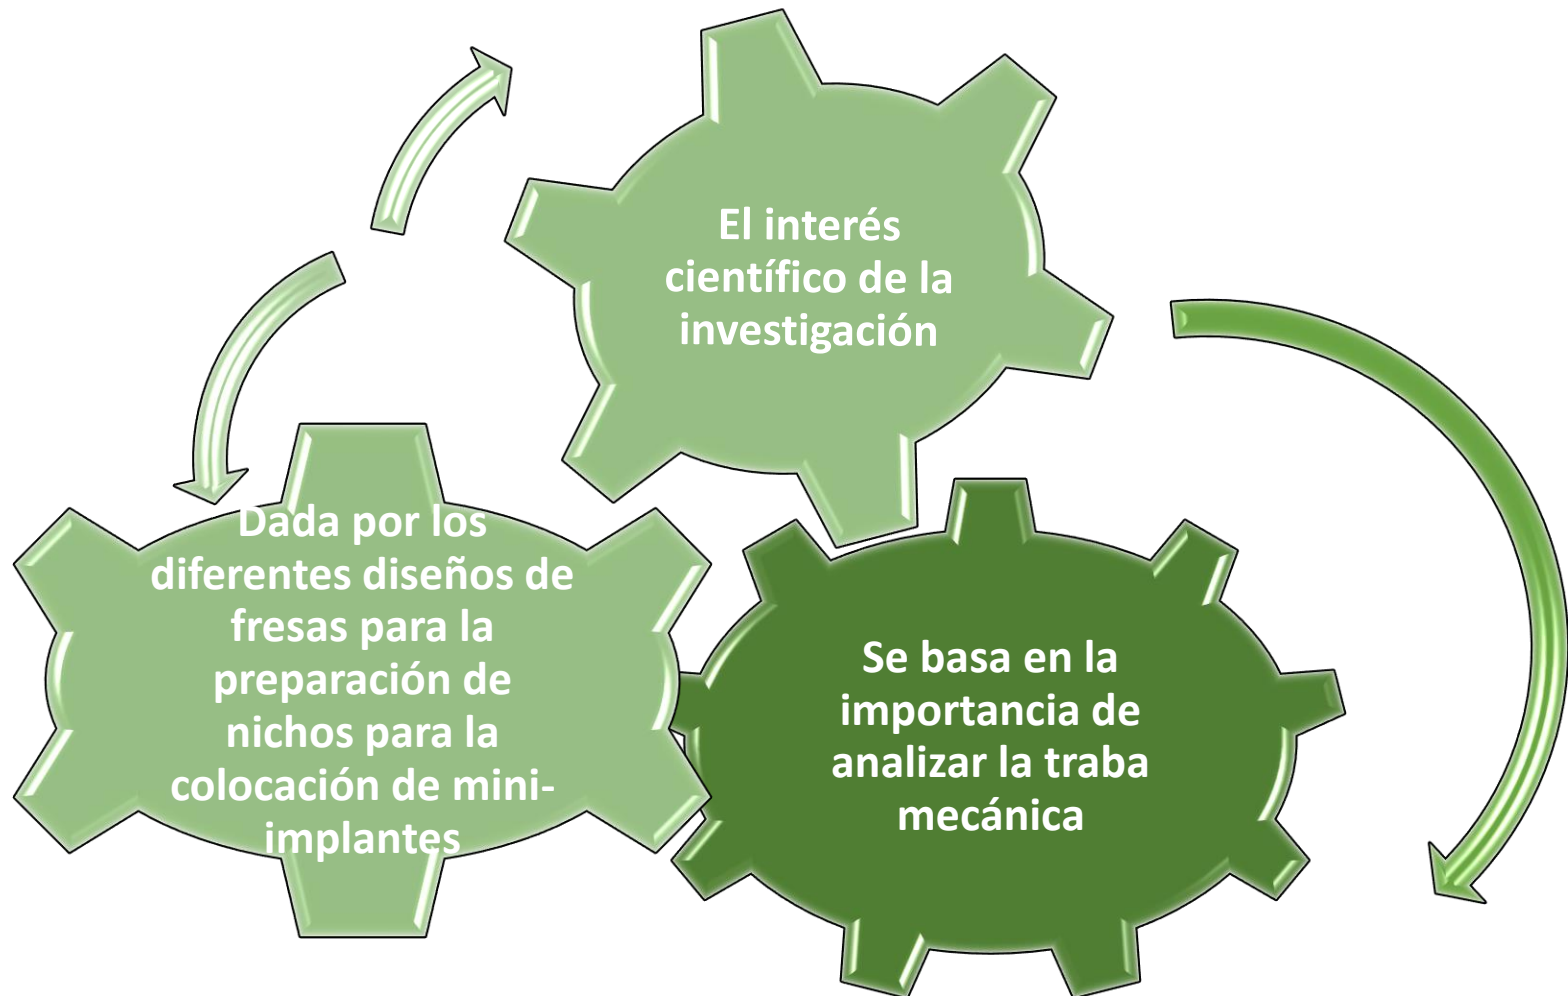 El interés
científico de la
investigación
Se basa en la
importancia de
analizar la traba
mecánica
Dada por los
diferentes diseños de
fresas para la
preparación de
nichos para la
colocación de mini-
implantes